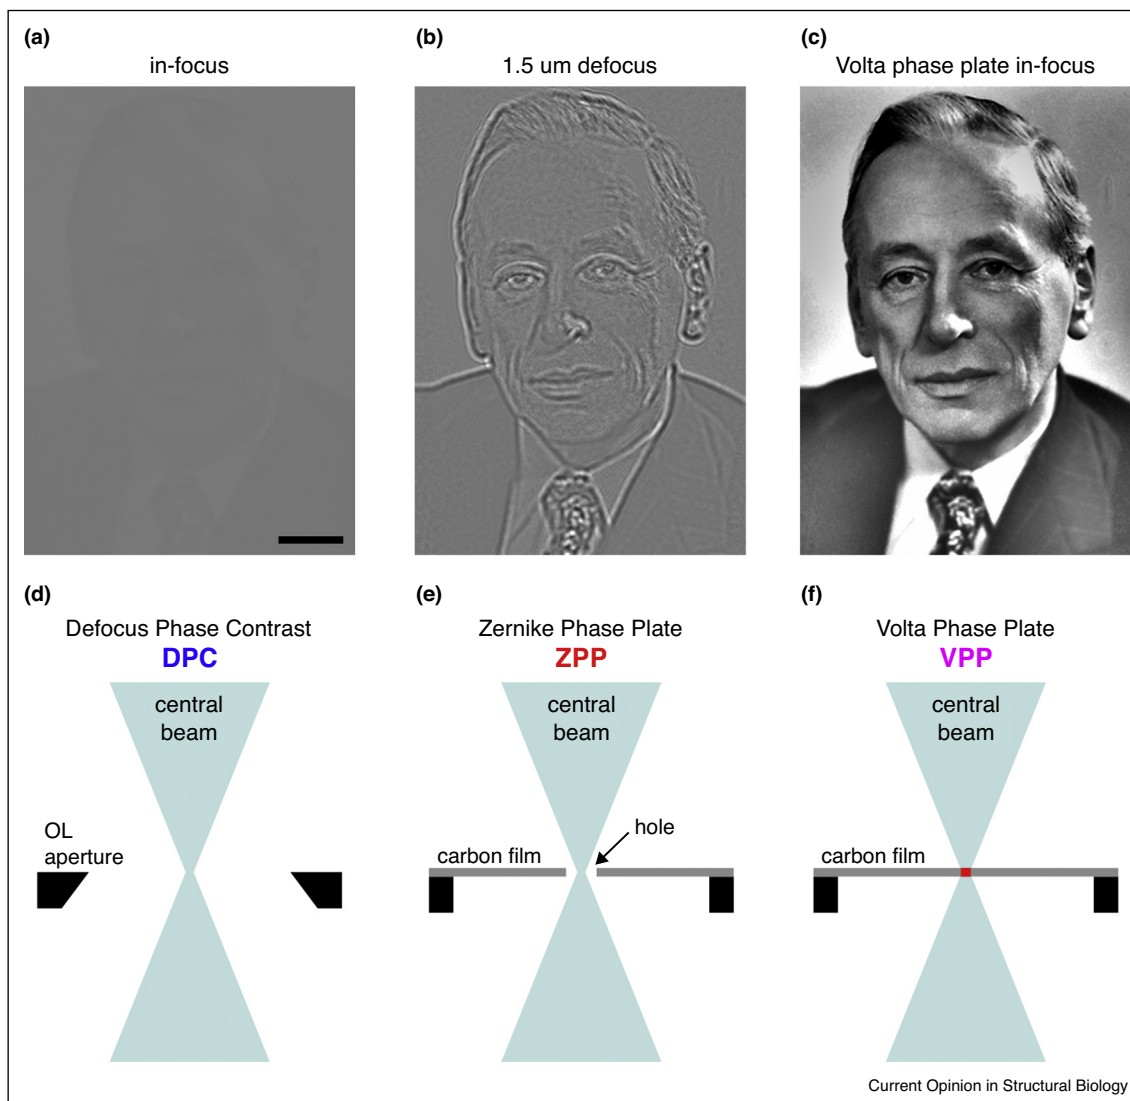 (a)
in-focus
(b)
1.5 um defocus
(c)
Volta phase plate in-focus
(d)
Defocus Phase Contrast
DPC
central
beam
OL
aperture
(e)
Zernike Phase Plate
ZPP
central
beam
hole
carbon film
(f)
Volta Phase Plate
VPP
central
beam
carbon film
Current Opinion in Structural Biology